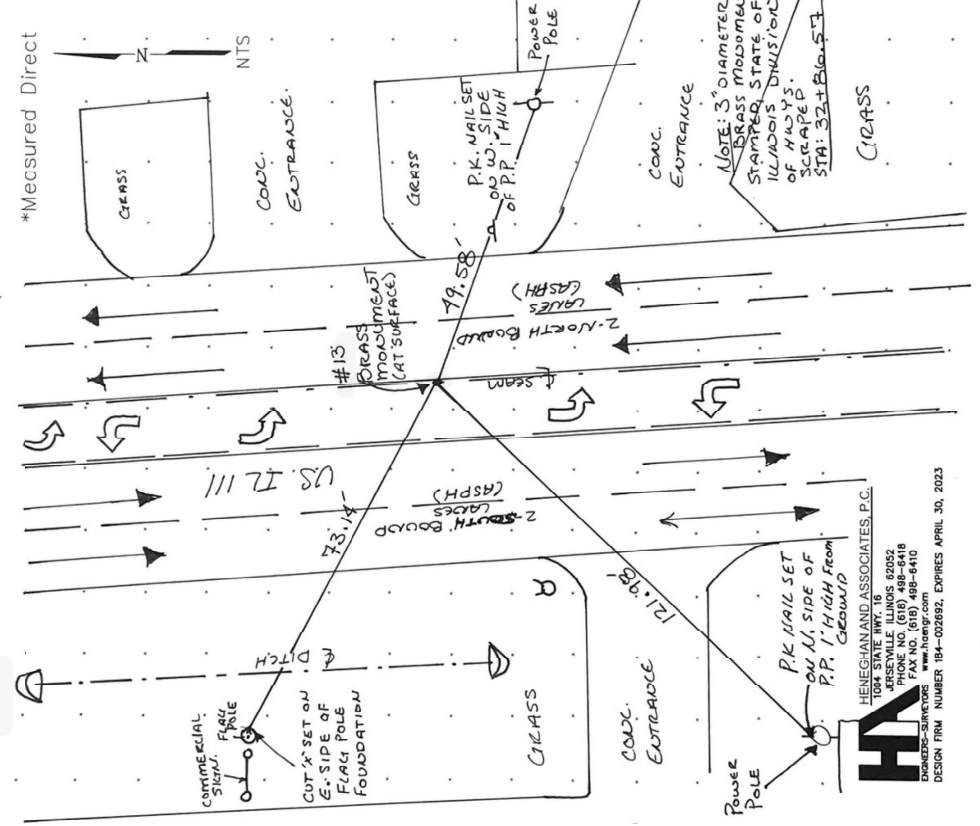 *Measured Direct
N
NTS
GRASS
CONC.
ENTRANCE.
GRASS
P.K. NAIL SET
ON W. SIDE
OF P.P. 1' HIGH
POWER
POLE
CONC.
ENTRANCE
NOTE: 3" DIAMETER
BRASS MONUMEN
STAMPED, STATE OF
ILLINOIS DIVISION
OF HWYS.
SCRAPED
STA: 32+86.57
GRASS
#13
BRASS
MONUMENT
(AT SURFACE)
49.58'
2-NORTH BOUND
LANES
(ASPH)
℄ SEAM
U.S. IL 111
73.14'
2-SOUTH BOUND
LANES
(ASPH)
121.98'
℄ DITCH
COMMERCIAL
SIGN.
FLAG
POLE
CUT "X" SET ON
E. SIDE OF
FLAG POLE
FOUNDATION
GRASS
CONC.
ENTRANCE
P.K NAIL SET
ON N. SIDE OF
P.P. 1' HIGH From
GROUND
POWER
POLE
HA
ENGINEERS-SURVEYORS
HENEGHAN AND ASSOCIATES, P.C.
1004 STATE HWY. 16
JERSEYVILLE ILLINOIS 62052
PHONE NO. (618) 498-6418
FAX NO. (618) 498-6410
www.haengr.com
DESIGN FIRM NUMBER 184-002692, EXPIRES APRIL 30, 2023